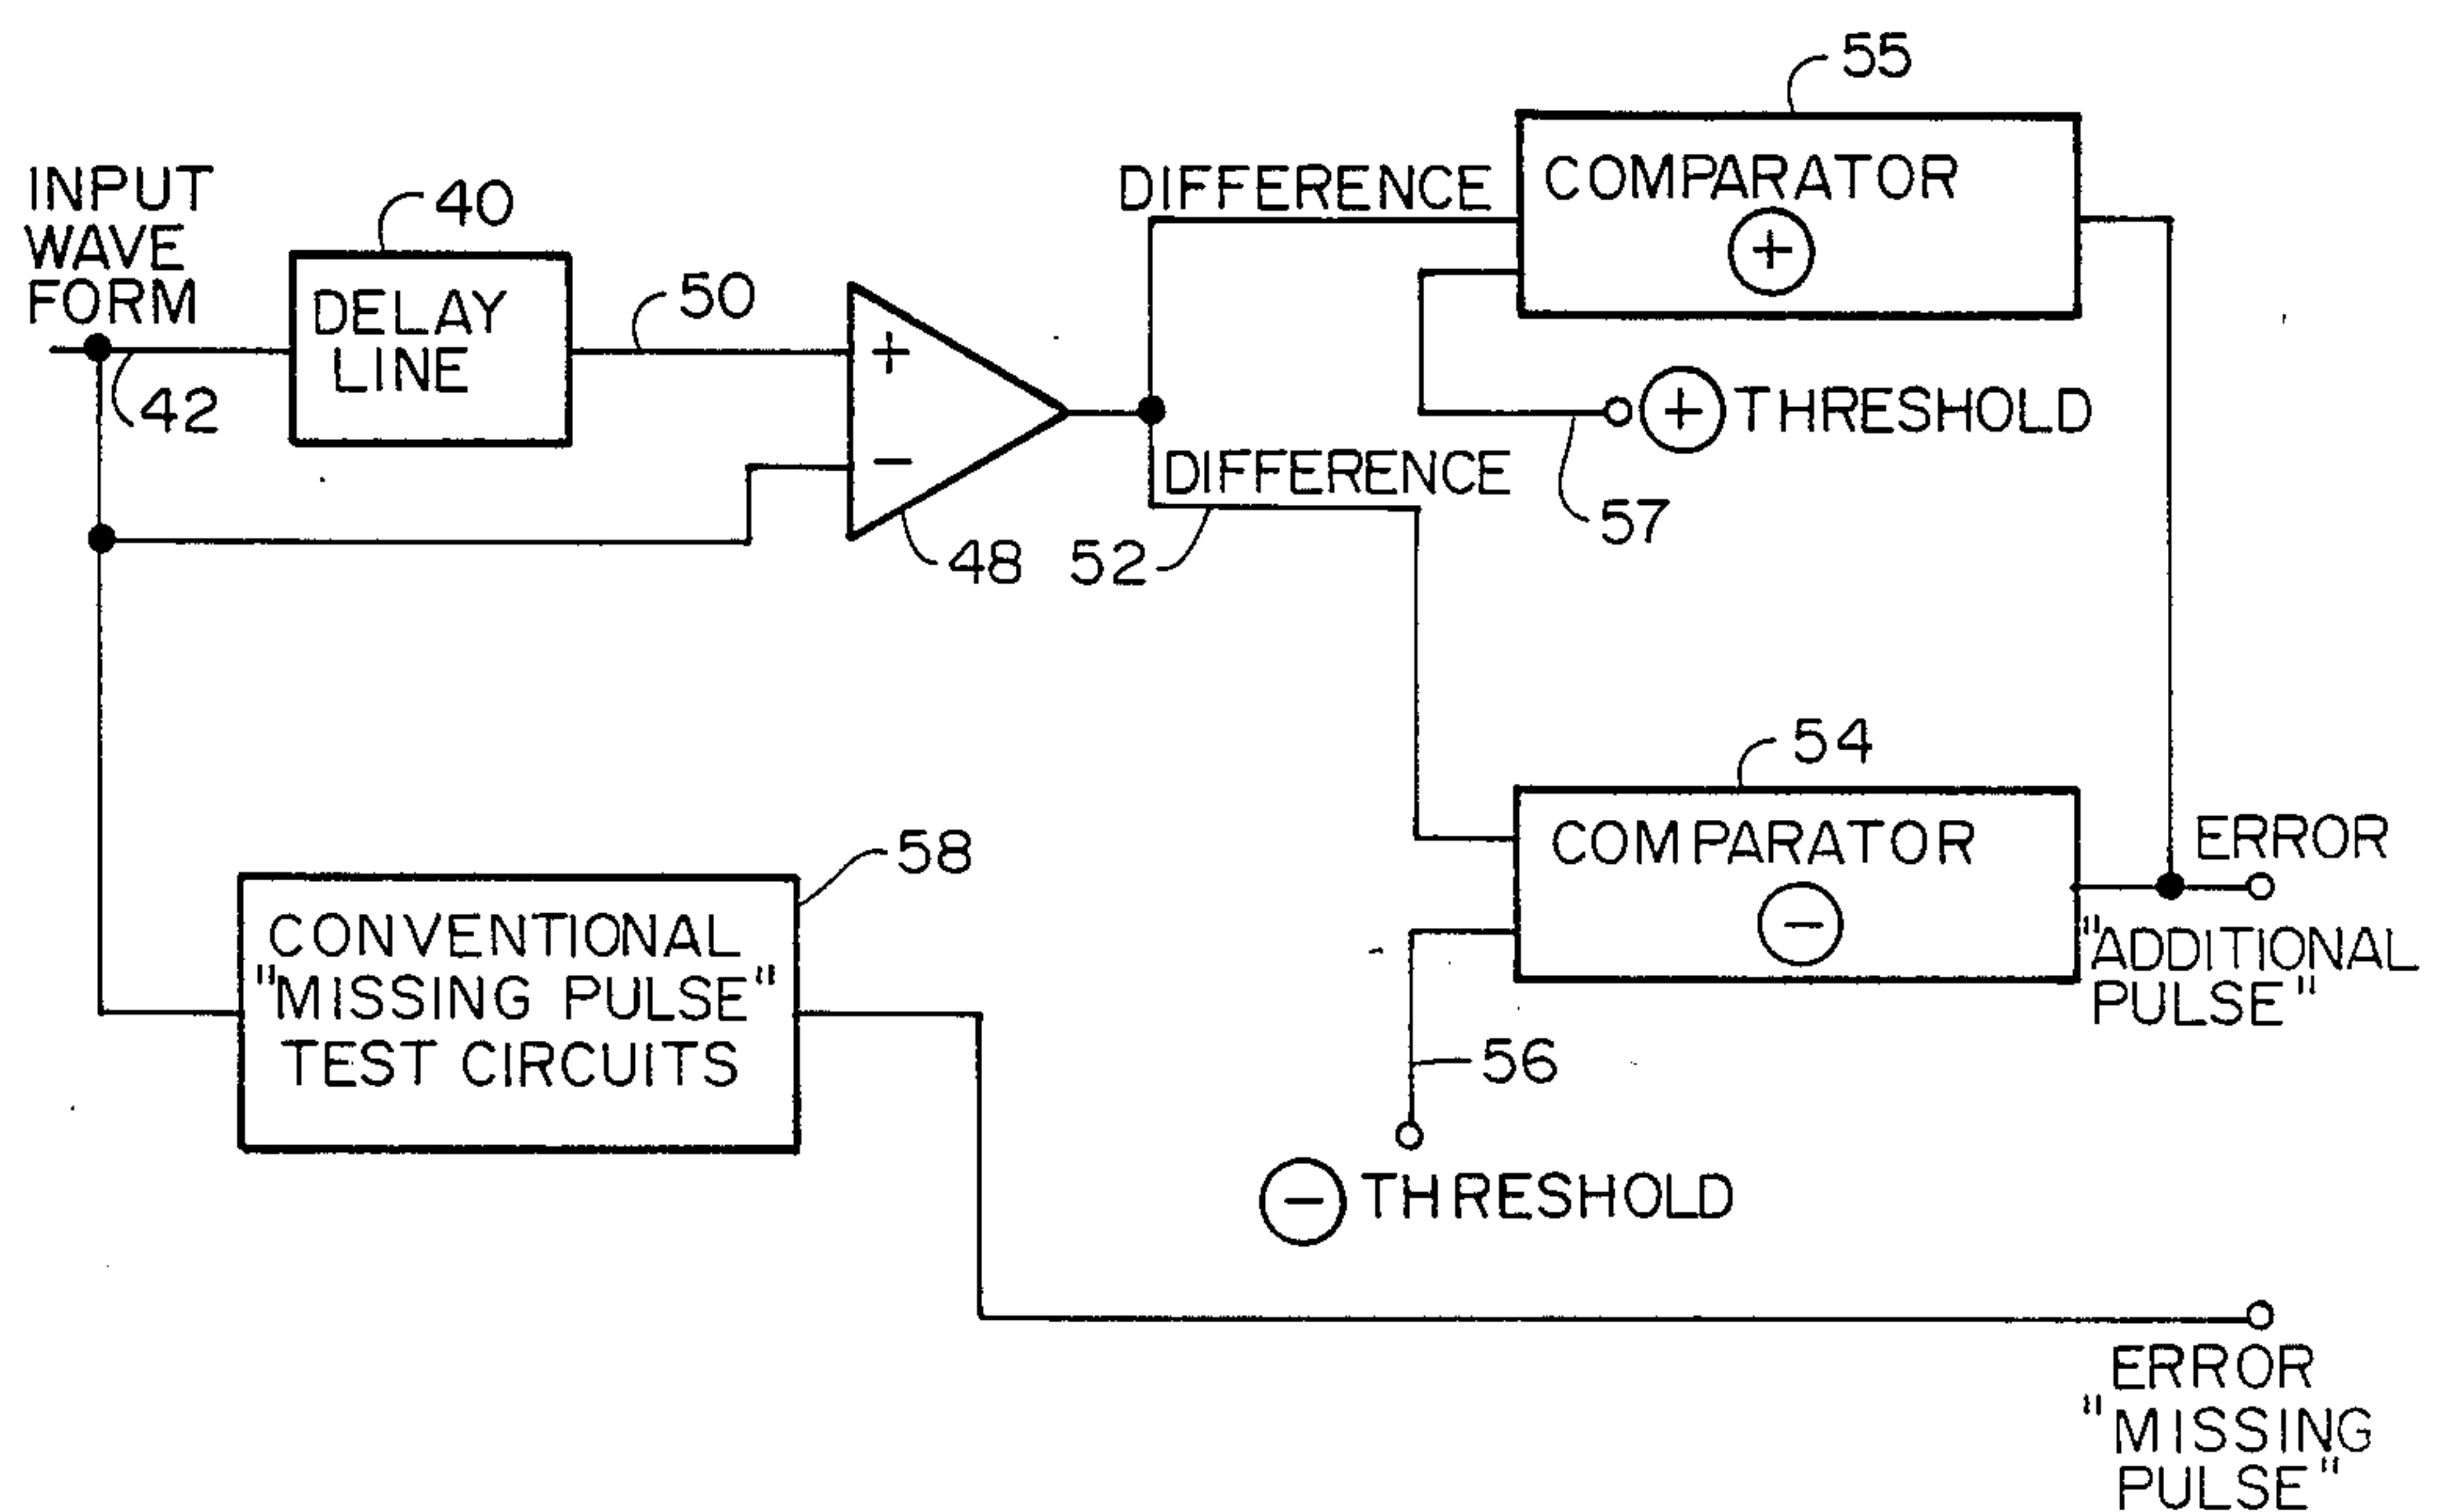 INPUT
WAVE
FORM
42
40
DELAY
LINE
50
+
−
48
DIFFERENCE
DIFFERENCE
52
55
COMPARATOR
+
+ THRESHOLD
57
54
COMPARATOR
−
ERROR
"ADDITIONAL
PULSE"
56
− THRESHOLD
58
CONVENTIONAL
"MISSING PULSE"
TEST CIRCUITS
ERROR
"MISSING
PULSE"